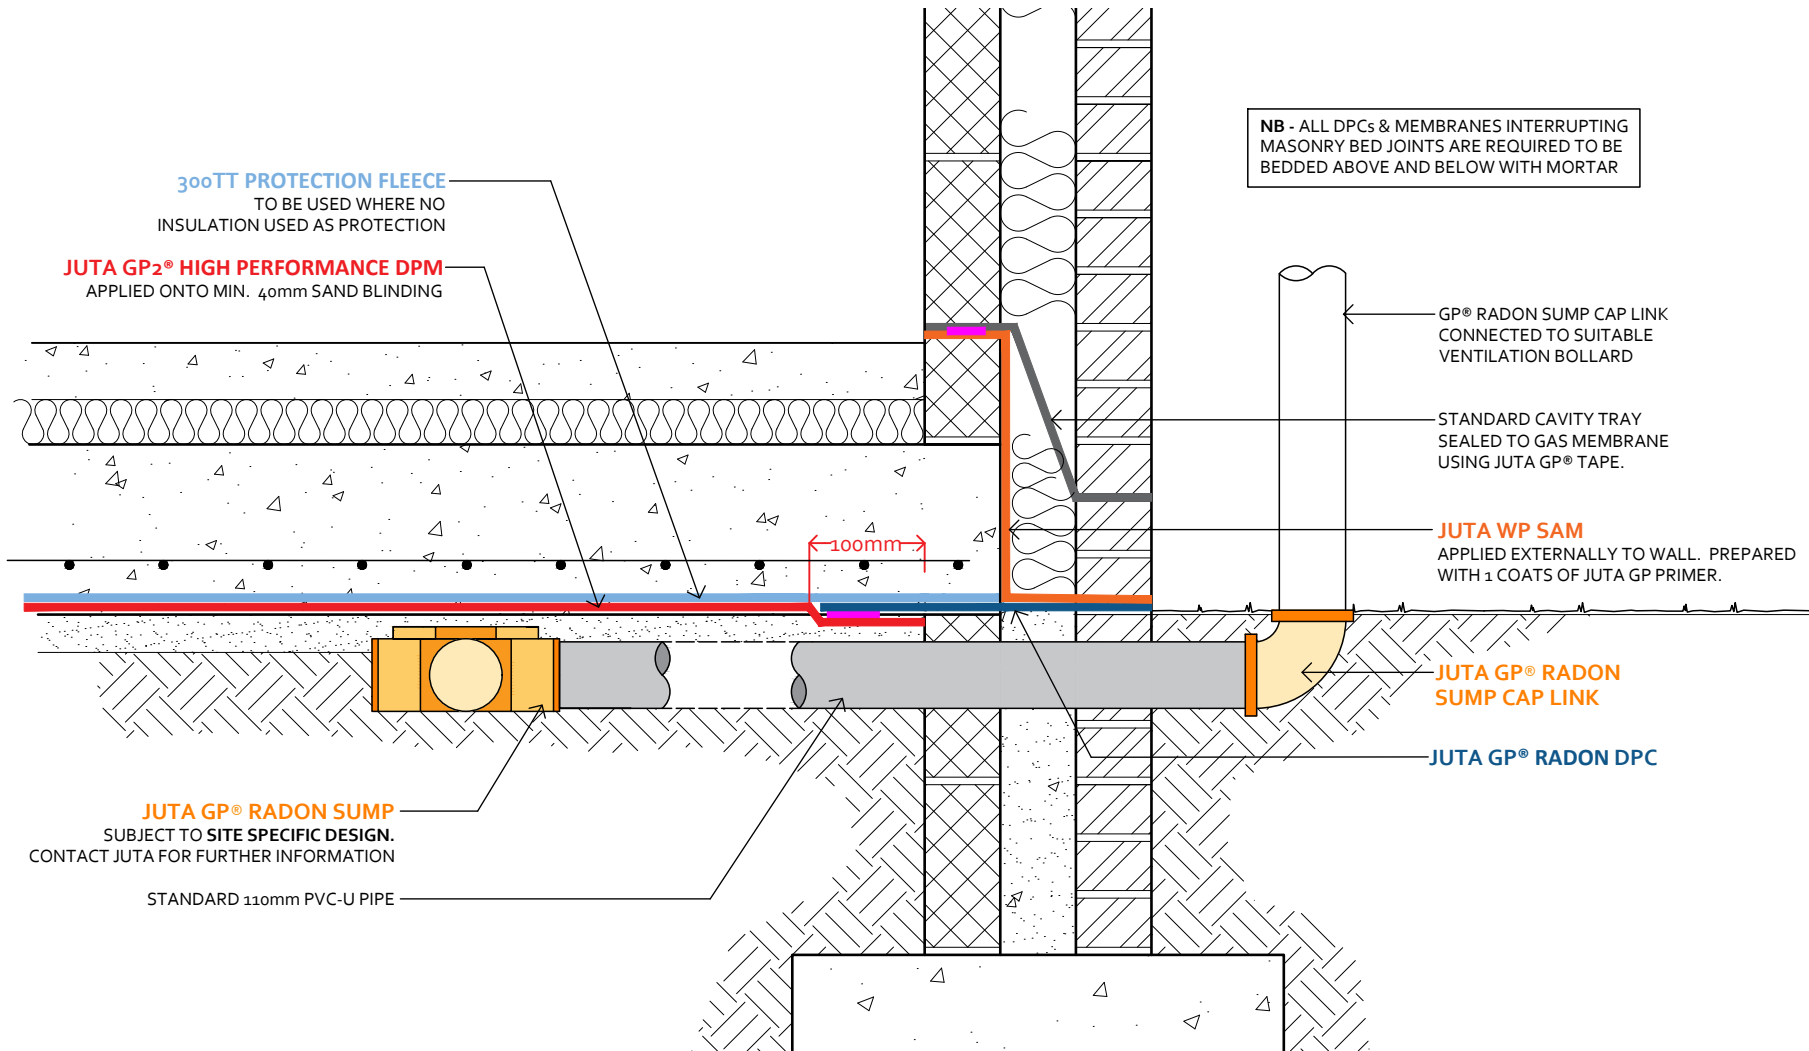 300TT PROTECTION FLEECE
TO BE USED WHERE NO
INSULATION USED AS PROTECTION
JUTA GP2® HIGH PERFORMANCE DPM
APPLIED ONTO MIN. 40mm SAND BLINDING
NB - ALL DPCs & MEMBRANES INTERRUPTING
MASONRY BED JOINTS ARE REQUIRED TO BE
BEDDED ABOVE AND BELOW WITH MORTAR
GP® RADON SUMP CAP LINK
CONNECTED TO SUITABLE
VENTILATION BOLLARD
STANDARD CAVITY TRAY
SEALED TO GAS MEMBRANE
USING JUTA GP® TAPE.
JUTA WP SAM
APPLIED EXTERNALLY TO WALL. PREPARED
WITH 1 COATS OF JUTA GP PRIMER.
100mm
JUTA GP® RADON
SUMP CAP LINK
JUTA GP® RADON DPC
JUTA GP® RADON SUMP
SUBJECT TO SITE SPECIFIC DESIGN.
CONTACT JUTA FOR FURTHER INFORMATION
STANDARD 110mm PVC-U PIPE